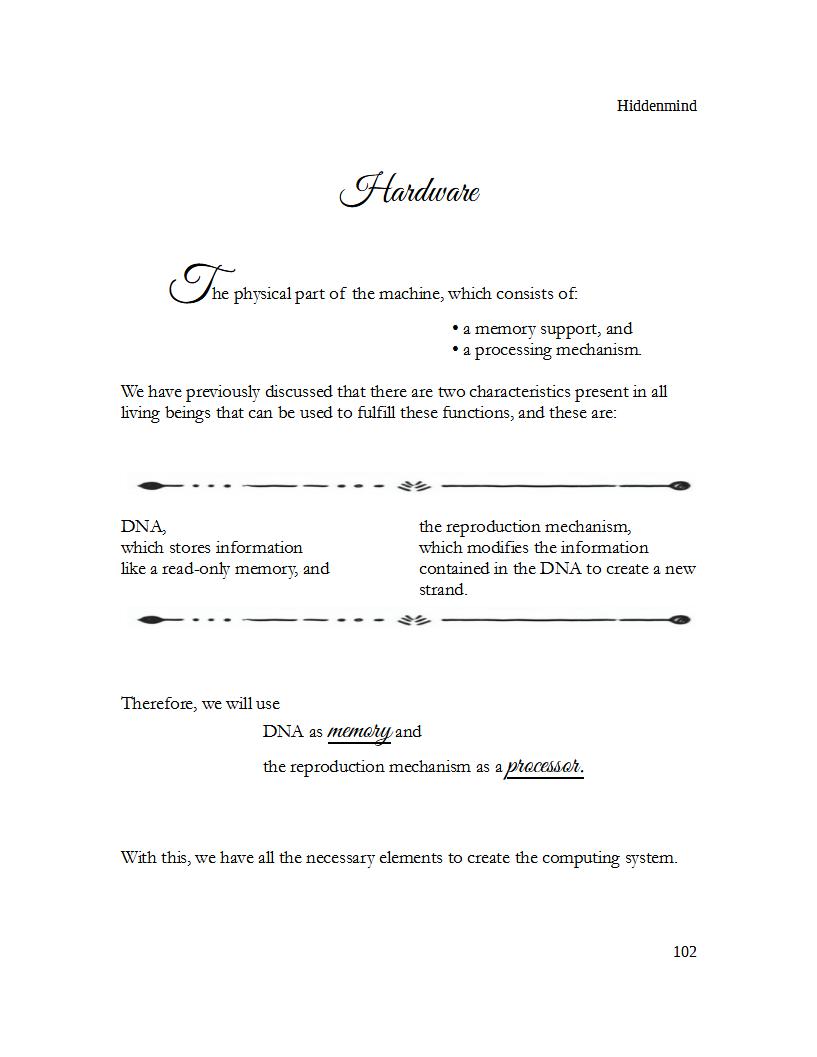 Hiddenmind
Hardware
The physical part of the machine, which consists of:
• a memory support, and
• a processing mechanism.
We have previously discussed that there are two characteristics present in all
living beings that can be used to fulfill these functions, and these are:
DNA,
which stores information
like a read-only memory, and
the reproduction mechanism,
which modifies the information
contained in the DNA to create a new
strand.
Therefore, we will use
DNA as memory and
the reproduction mechanism as a processor.
With this, we have all the necessary elements to create the computing system.
102